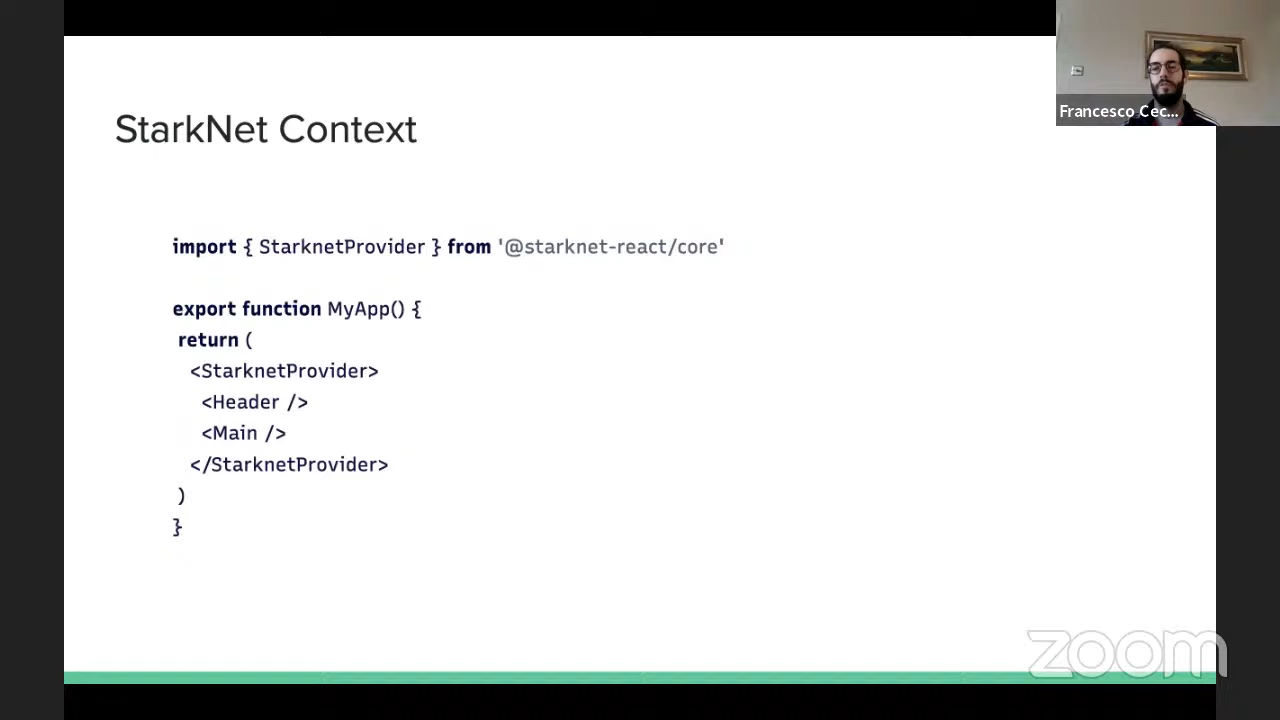 Francesco Cec...
StarkNet Context
import { StarknetProvider } from '@starknet-react/core'
export function MyApp() {
return (
<StarknetProvider>
<Header />
<Main />
</StarknetProvider>
)
}
zoom